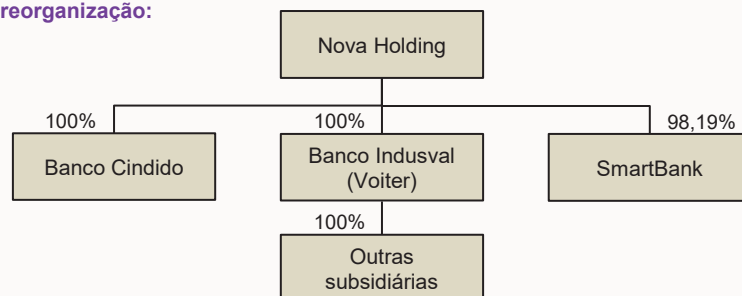 reorganização:
Nova Holding
100%
100%
98,19%
Banco Cindido
Banco Indusval
(Voiter)
SmartBank
100%
Outras
subsidiárias